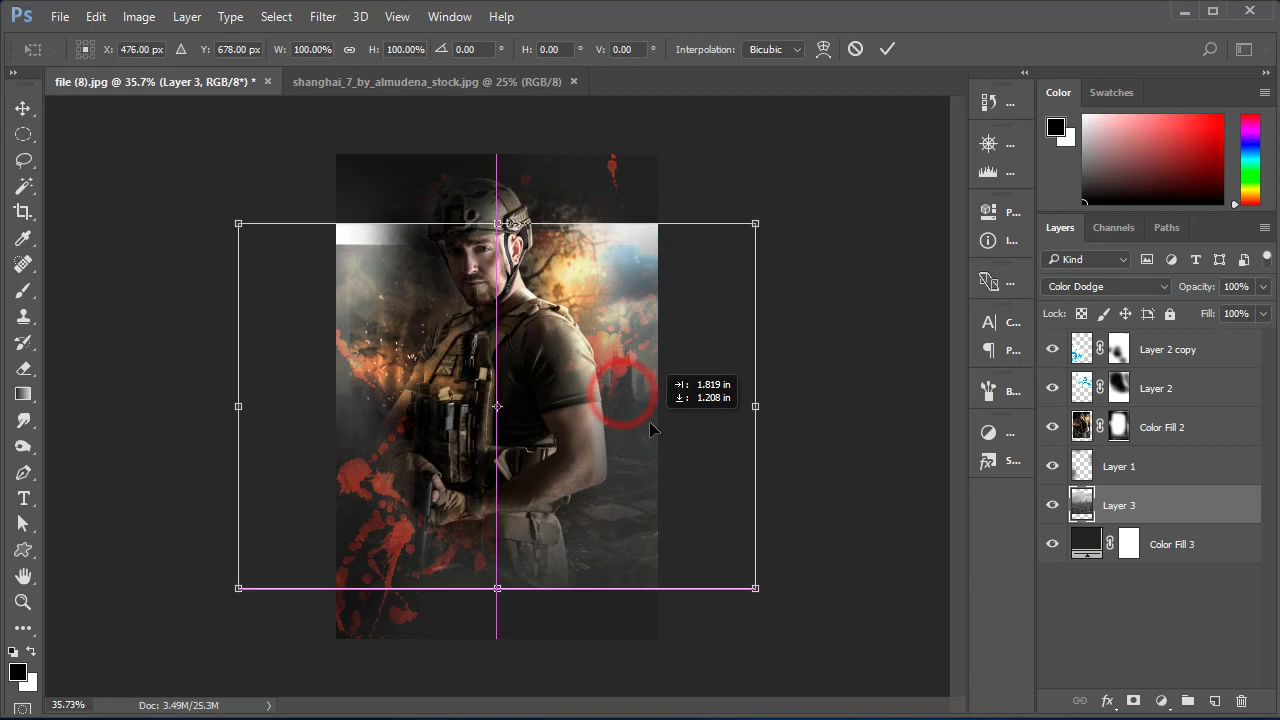 Ps File Edit Image Layer Type Select Filter 3D View Window Help
X: 476.00 px Y: 678.00 px W: 100.00% H: 100.00% 0.00 ° H: 0.00 ° V: 0.00 ° Interpolation: Bicubic
file (8).jpg @ 35.7% (Layer 3, RGB/8*) * × shanghai_7_by_almudena_stock.jpg @ 25% (RGB/8) ×
Color Swatches
...
...
...
P...
I...
...
C...
P...
B...
...
S...
Layers Channels Paths
Kind
Color Dodge Opacity: 100%
Lock: Fill: 100%
Layer 2 copy
Layer 2
Color Fill 2
Layer 1
Layer 3
Color Fill 3
: 1.819 in
: 1.208 in
35.73% Doc: 3.49M/25.3M